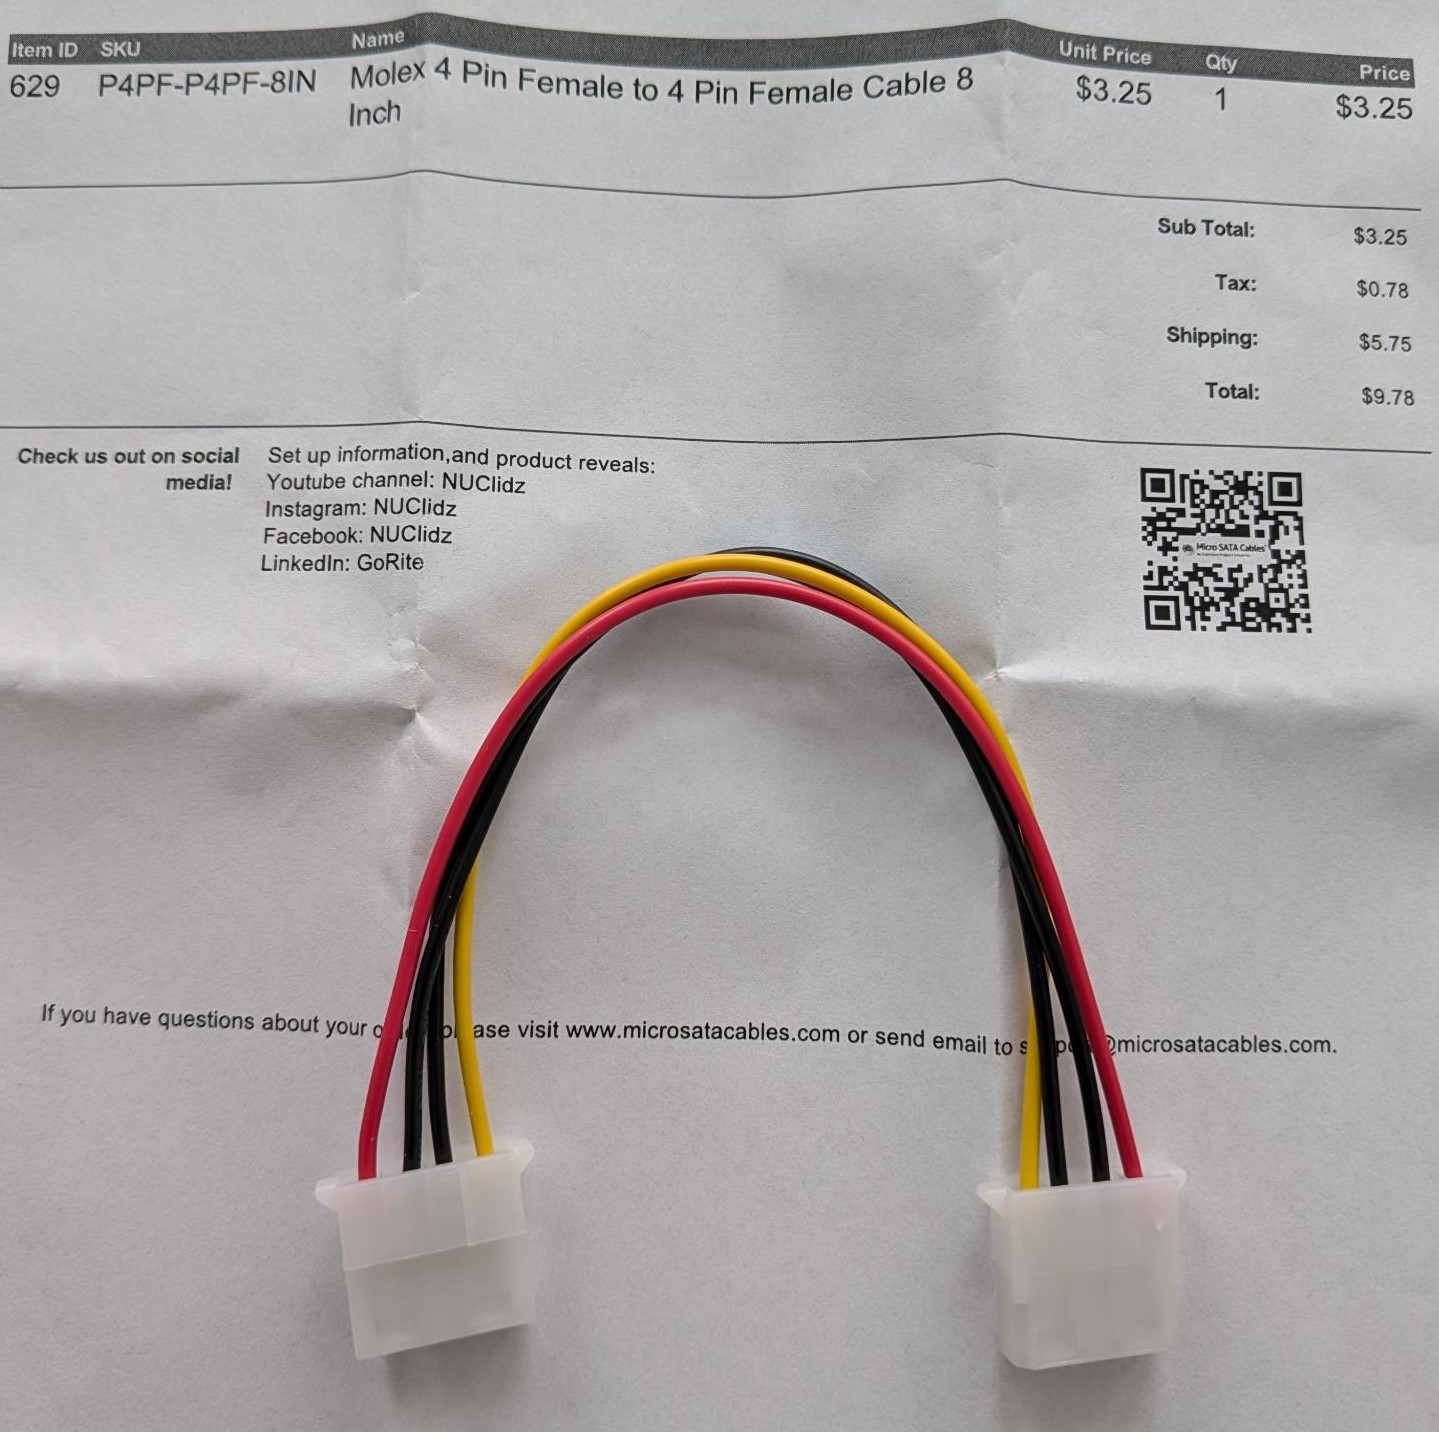 Item ID SKU Name Unit Price Qty Price
629 P4PF-P4PF-8IN Molex 4 Pin Female to 4 Pin Female Cable 8 $3.25 1 $3.25
Inch
Sub Total: $3.25
Tax: $0.78
Shipping: $5.75
Total: $9.78
Check us out on social
media!
Set up information,and product reveals:
Youtube channel: NUClidz
Instagram: NUClidz
Facebook: NUClidz
LinkedIn: GoRite
Micro SATA Cables
If you have questions about your visit www.microsatacables.com or send email to @microsatacables.com.